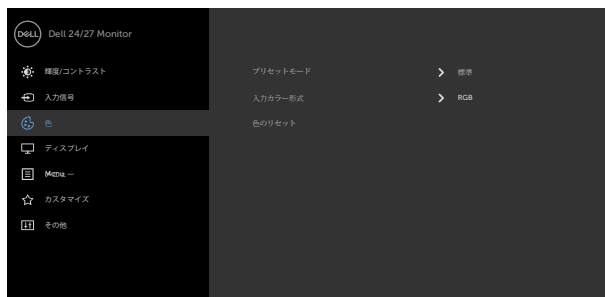 DELL
Dell 24/27 Monitor
輝度/コントラスト
入力信号
色
ディスプレイ
カスタマイズ
その他
プリセットモード 標準
入力カラー形式 RGB
色のリセット